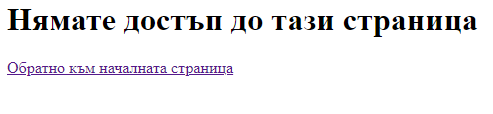 Нямате достъп до тази страница
Обратно към началната страница